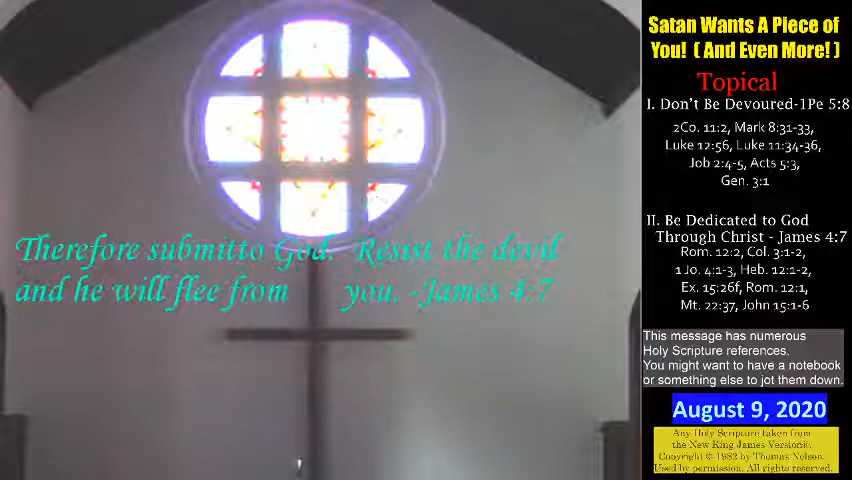 Therefore submitto God. Resist the devil
and he will flee from you. -James 4:7
Satan Wants A Piece of
You! ( And Even More! )
Topical
I. Don't Be Devoured-1Pe 5:8
2Co. 11:2, Mark 8:31-33,
Luke 12:56, Luke 11:34-36,
Job 2:4-5, Acts 5:3,
Gen. 3:1
II. Be Dedicated to God
Through Christ - James 4:7
Rom. 12:2, Col. 3:1-2,
1 Jo. 4:1-3, Heb. 12:1-2,
Ex. 15:26f, Rom. 12:1,
Mt. 22:37, John 15:1-6
This message has numerous
Holy Scripture references.
You might want to have a notebook
or something else to jot them down.
August 9, 2020
Any Holy Scripture taken from
the New King James Version®.
Copyright © 1982 by Thomas Nelson.
Used by permission. All rights reserved.